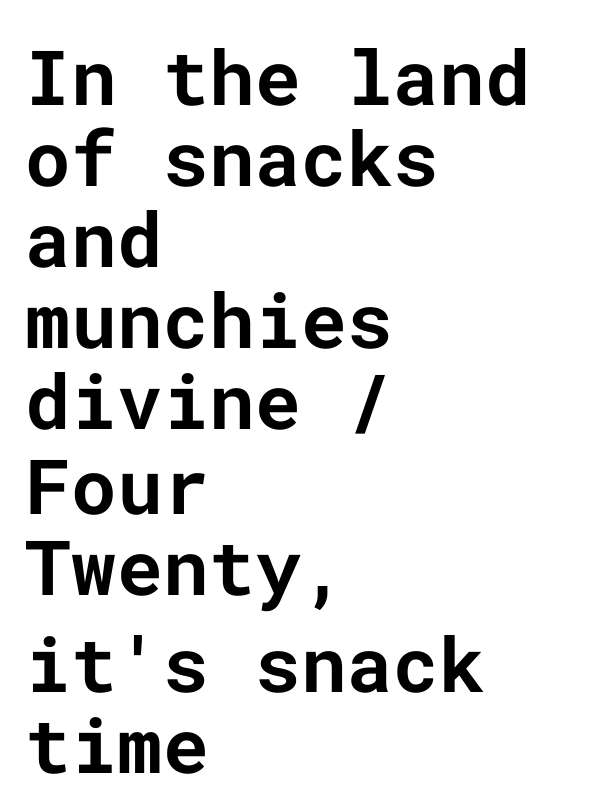 In the land
of snacks
and
munchies
divine /
Four
Twenty,
it's snack
time